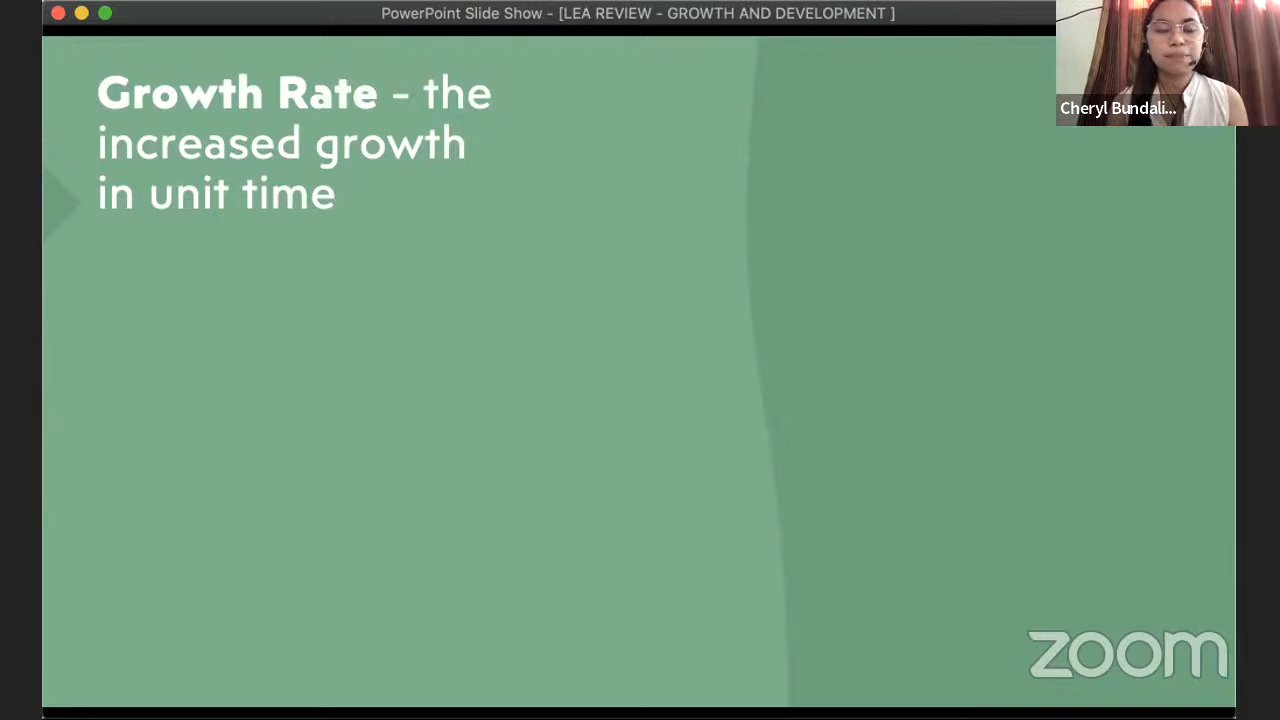 PowerPoint Slide Show - [LEA REVIEW - GROWTH AND DEVELOPMENT ]
Growth Rate - the
increased growth
in unit time
Cheryl Bundali...
zoom